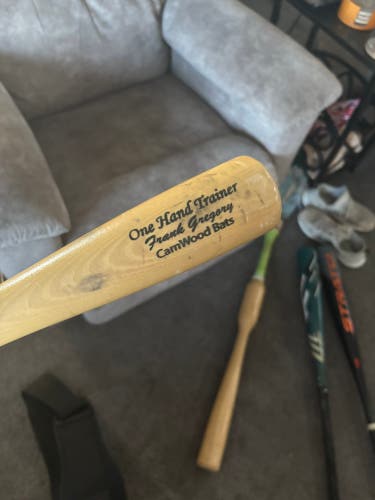 One Hand Trainer
Frank Gregory
CamWood Bats